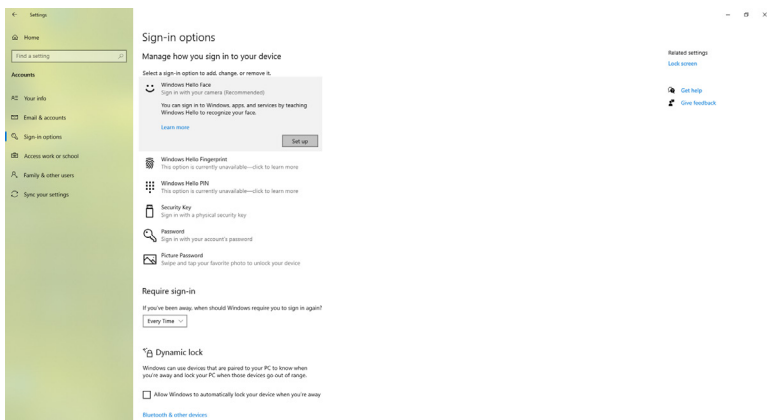 Settings
Home
Find a setting
Accounts
Your info
Email & accounts
Sign-in options
Access work or school
Family & other users
Sync your settings
Sign-in options
Manage how you sign in to your device
Select a sign-in option to add, change, or remove it.
Windows Hello Face
Sign in with your camera (Recommended)
You can sign in to Windows, apps, and services by teaching
Windows Hello to recognize your face.
Learn more
Set up
Windows Hello Fingerprint
This option is currently unavailable—click to learn more
Windows Hello PIN
This option is currently unavailable—click to learn more
Security Key
Sign in with a physical security key
Password
Sign in with your account's password
Picture Password
Swipe and tap your favorite photo to unlock your device
Require sign-in
If you've been away, when should Windows require you to sign in again?
Every Time
Dynamic lock
Windows can use devices that are paired to your PC to know when
you're away and lock your PC when those devices go out of range.
Allow Windows to automatically lock your device when you're away
Bluetooth & other devices
Related settings
Lock screen
Get help
Give feedback